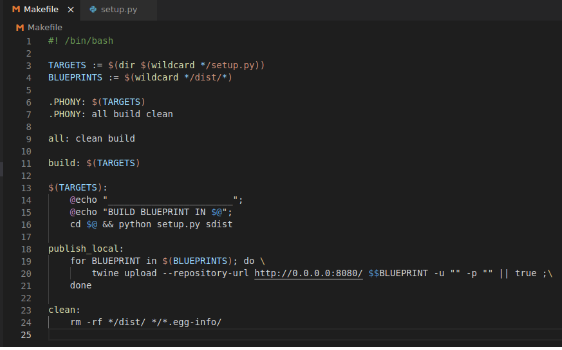 Makefile × setup.py
Makefile
1 #! /bin/bash
2
3 TARGETS := $(dir $(wildcard */setup.py))
4 BLUEPRINTS := $(wildcard */dist/*)
5
6 .PHONY: $(TARGETS)
7 .PHONY: all build clean
8
9 all: clean build
10
11 build: $(TARGETS)
12
13 $(TARGETS):
14 @echo "_______________________";
15 @echo "BUILD BLUEPRINT IN $@";
16 cd $@ && python setup.py sdist
17
18 publish_local:
19 for BLUEPRINT in $(BLUEPRINTS); do \
20 twine upload --repository-url http://0.0.0.0:8080/ $$BLUEPRINT -u "" -p "" || true ;\
21 done
22
23 clean:
24 rm -rf */dist/ */*.egg-info/
25